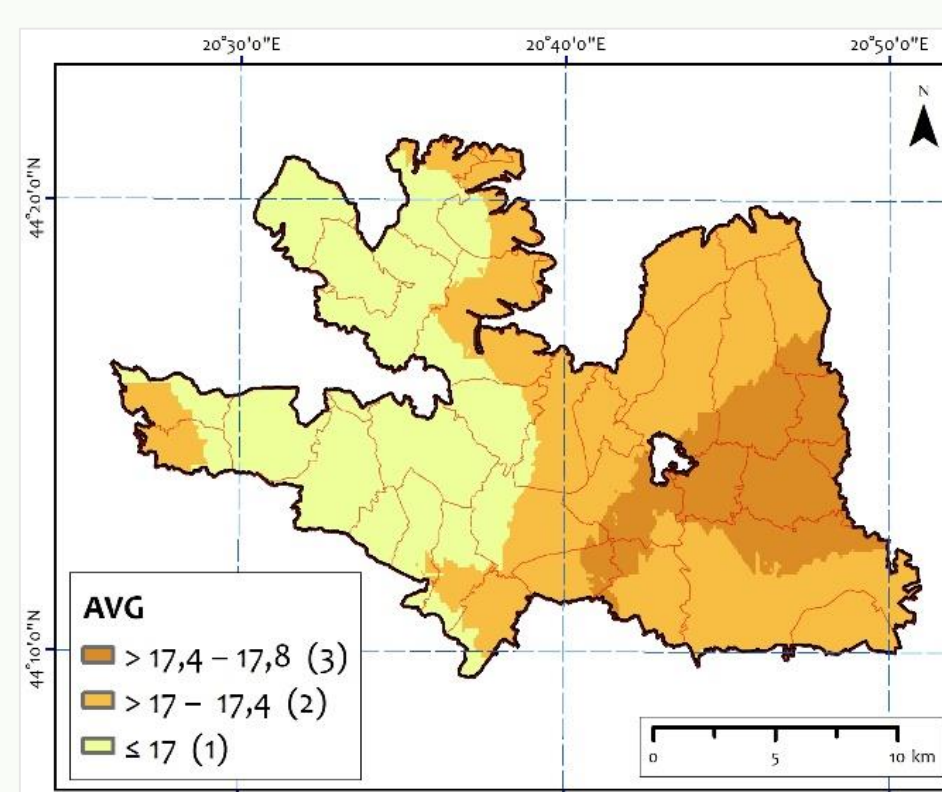 20°30'0"E 20°40'0"E 20°50'0"E
N
44°20'0"N
44°10'0"N
AVG
> 17,4 – 17,8 (3)
> 17 – 17,4 (2)
≤ 17 (1)
0 5 10 km